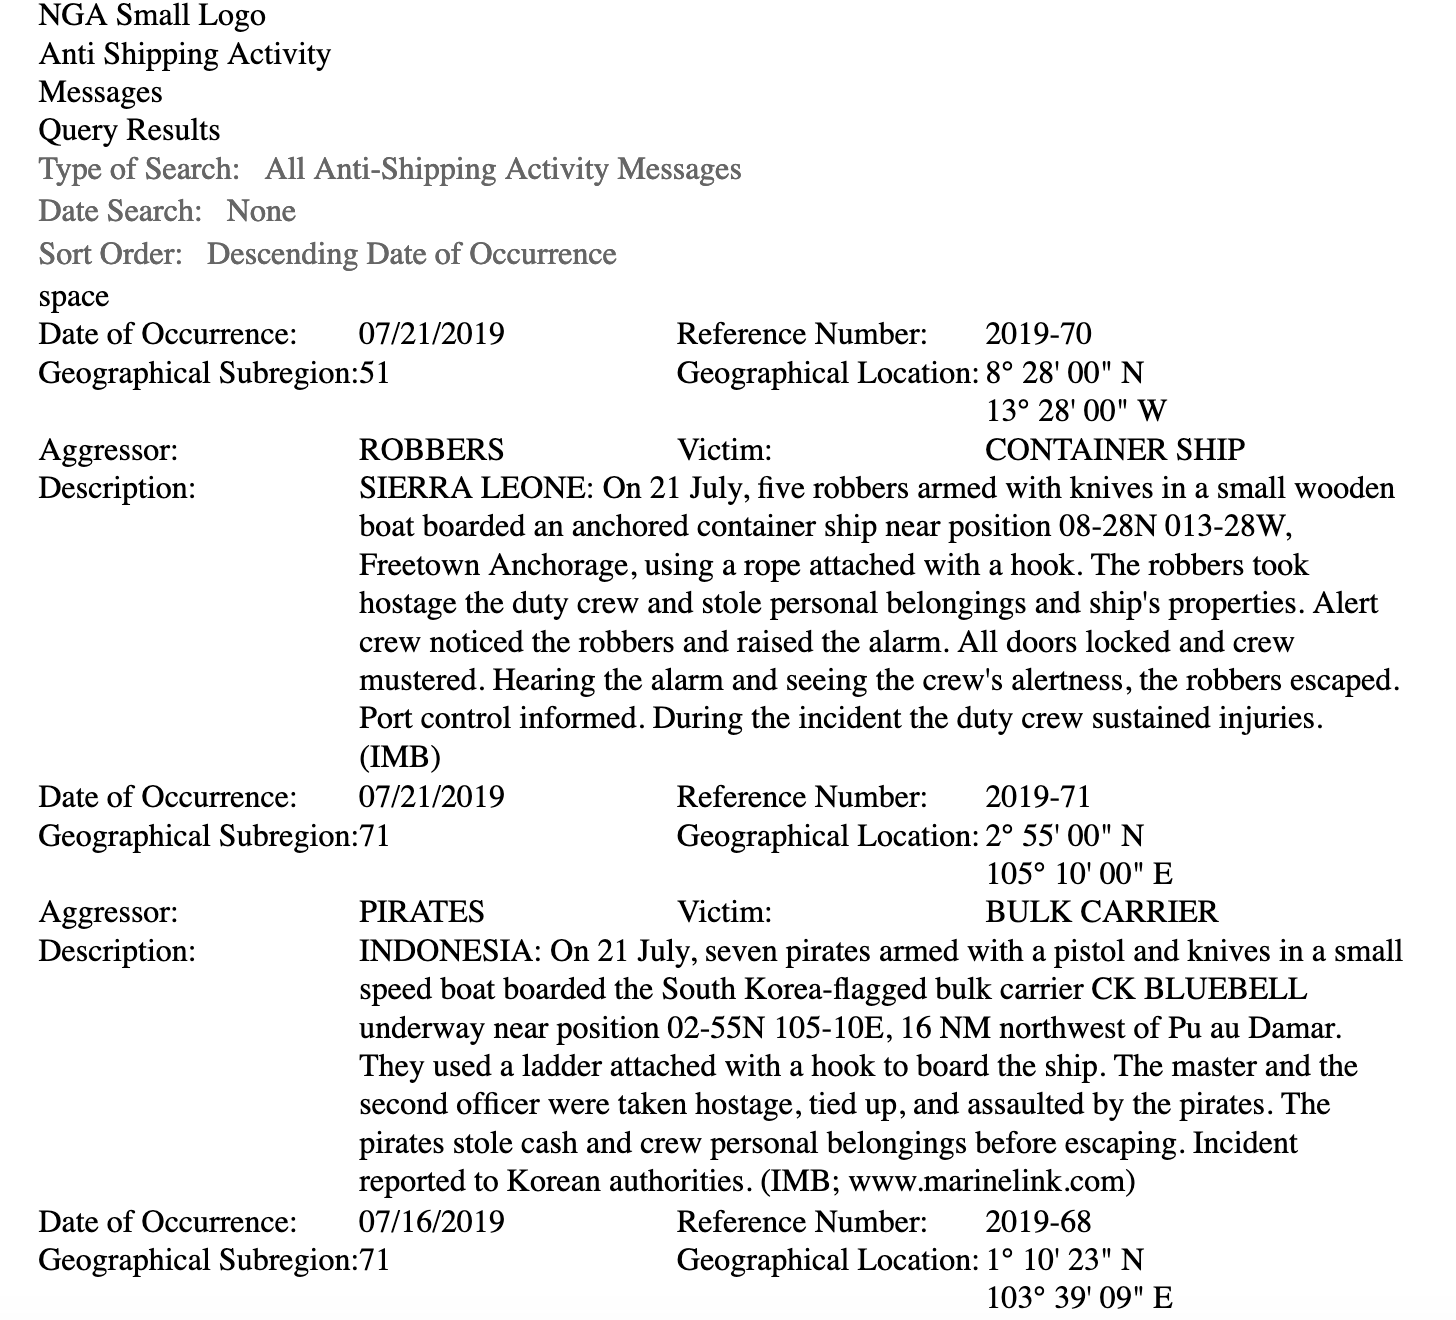 NGA Small Logo
Anti Shipping Activity
Messages
Query Results
Type of Search: All Anti-Shipping Activity Messages
Date Search: None
Sort Order: Descending Date of Occurrence
space
Date of Occurrence: 07/21/2019 Reference Number: 2019-70
Geographical Subregion:51 Geographical Location: 8° 28' 00" N
13° 28' 00" W
Aggressor: ROBBERS Victim: CONTAINER SHIP
Description: SIERRA LEONE: On 21 July, five robbers armed with knives in a small wooden
boat boarded an anchored container ship near position 08-28N 013-28W,
Freetown Anchorage, using a rope attached with a hook. The robbers took
hostage the duty crew and stole personal belongings and ship's properties. Alert
crew noticed the robbers and raised the alarm. All doors locked and crew
mustered. Hearing the alarm and seeing the crew's alertness, the robbers escaped.
Port control informed. During the incident the duty crew sustained injuries.
(IMB)
Date of Occurrence: 07/21/2019 Reference Number: 2019-71
Geographical Subregion:71 Geographical Location: 2° 55' 00" N
105° 10' 00" E
Aggressor: PIRATES Victim: BULK CARRIER
Description: INDONESIA: On 21 July, seven pirates armed with a pistol and knives in a small
speed boat boarded the South Korea-flagged bulk carrier CK BLUEBELL
underway near position 02-55N 105-10E, 16 NM northwest of Pu au Damar.
They used a ladder attached with a hook to board the ship. The master and the
second officer were taken hostage, tied up, and assaulted by the pirates. The
pirates stole cash and crew personal belongings before escaping. Incident
reported to Korean authorities. (IMB; www.marinelink.com)
Date of Occurrence: 07/16/2019 Reference Number: 2019-68
Geographical Subregion:71 Geographical Location: 1° 10' 23" N
103° 39' 09" E